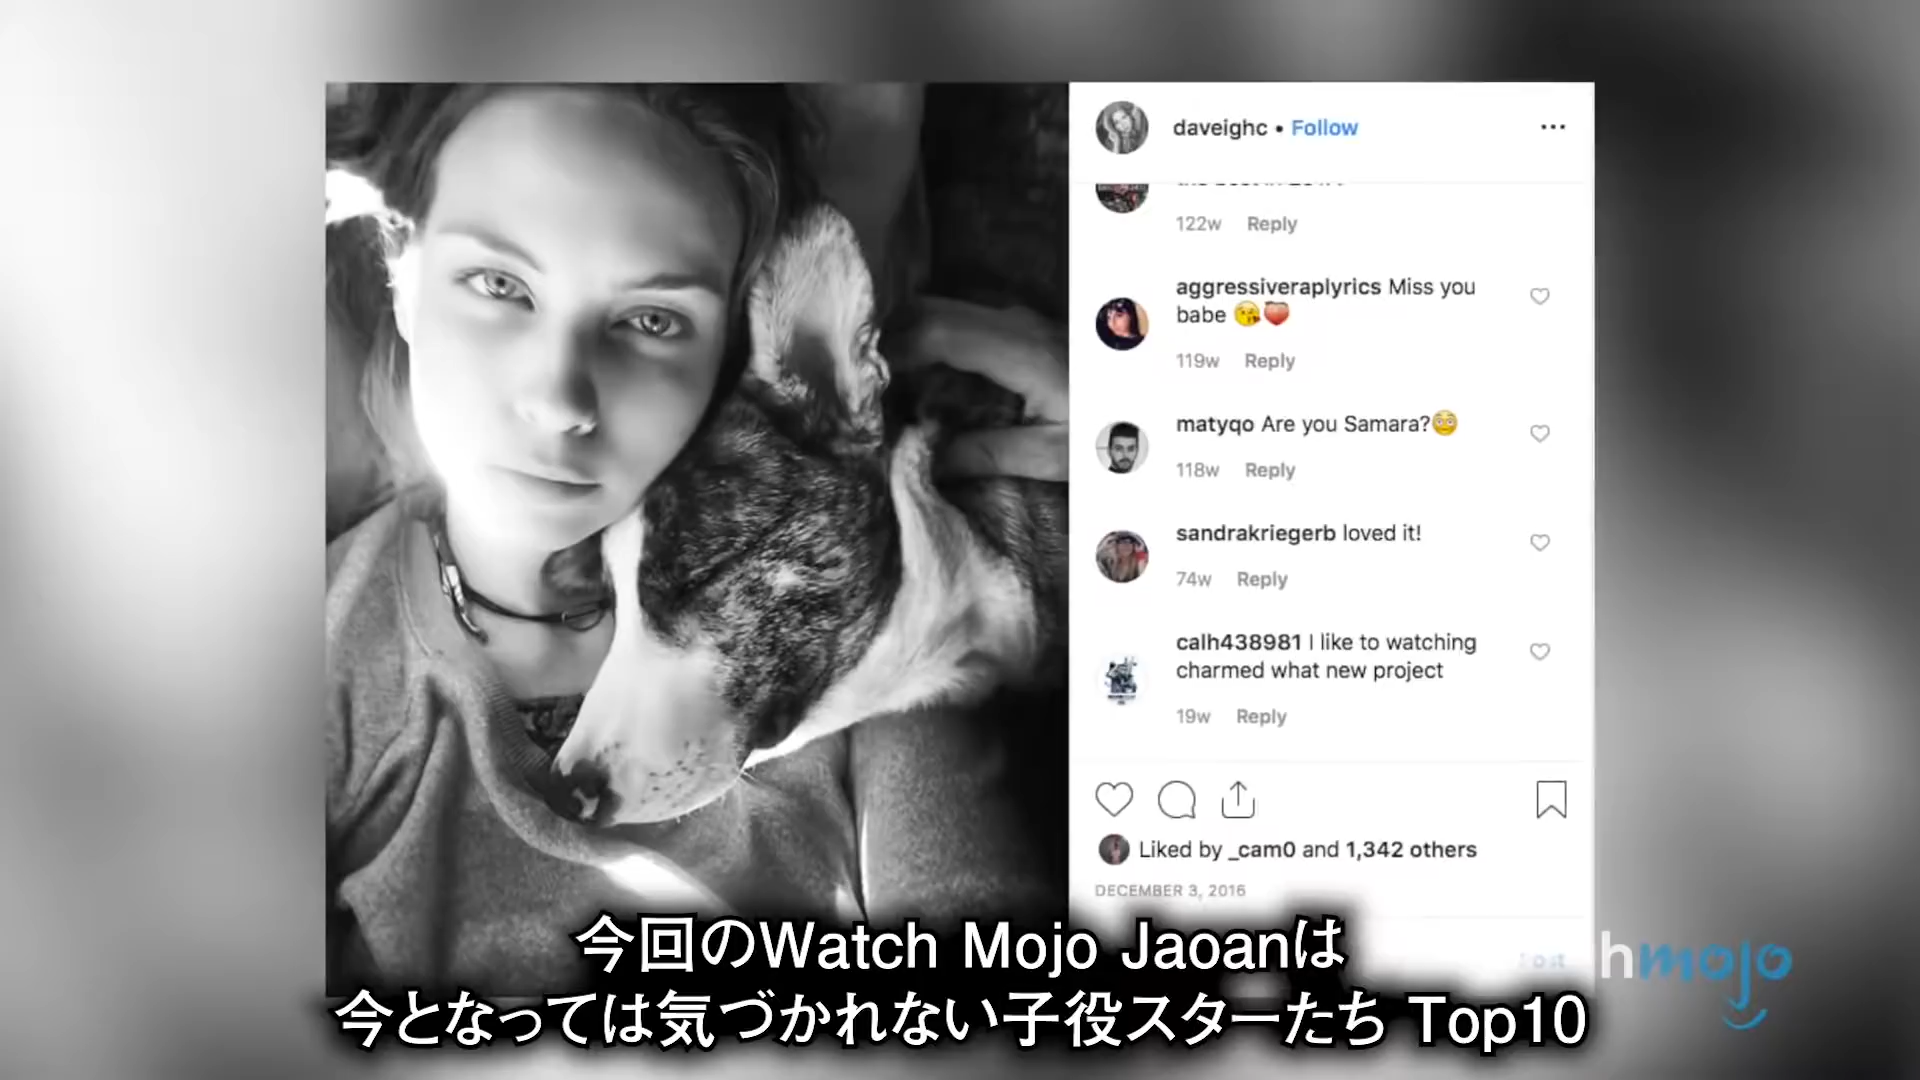 daveighc • Follow
122w Reply
aggressiveraplyrics Miss you
babe 😘🍑
119w Reply
matyqo Are you Samara?😳
118w Reply
sandrakriegerb loved it!
74w Reply
calh438981 I like to watching
charmed what new project
19w Reply
Liked by _cam0 and 1,342 others
DECEMBER 3, 2016
hmojo
今回のWatch Mojo Jaoanは
今となっては気づかれない子役スターたち Top10